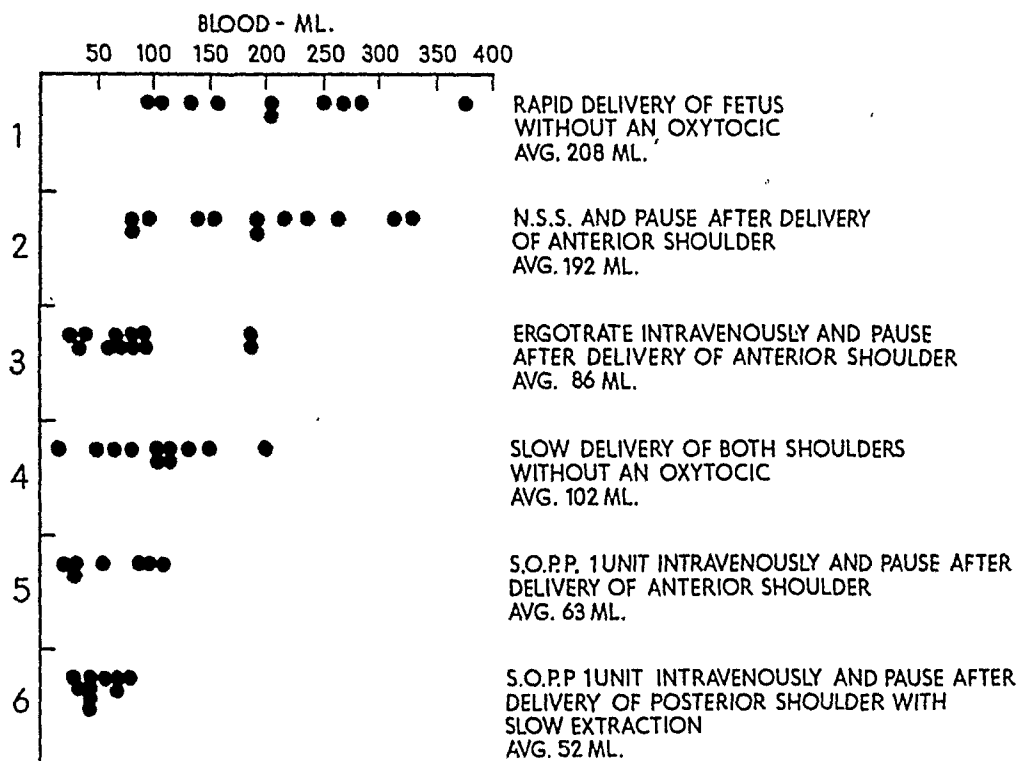 BLOOD - ML.
50 100 150 200 250 300 350 400
1
RAPID DELIVERY OF FETUS
WITHOUT AN OXYTOCIC
AVG. 208 ML.
2
N.S.S. AND PAUSE AFTER DELIVERY
OF ANTERIOR SHOULDER
AVG. 192 ML.
3
ERGOTRATE INTRAVENOUSLY AND PAUSE
AFTER DELIVERY OF ANTERIOR SHOULDER
AVG. 86 ML.
4
SLOW DELIVERY OF BOTH SHOULDERS
WITHOUT AN OXYTOCIC
AVG. 102 ML.
5
S.O.P.P. 1 UNIT INTRAVENOUSLY AND PAUSE AFTER
DELIVERY OF ANTERIOR SHOULDER
AVG. 63 ML.
6
S.O.P.P 1 UNIT INTRAVENOUSLY AND PAUSE AFTER
DELIVERY OF POSTERIOR SHOULDER WITH
SLOW EXTRACTION
AVG. 52 ML.